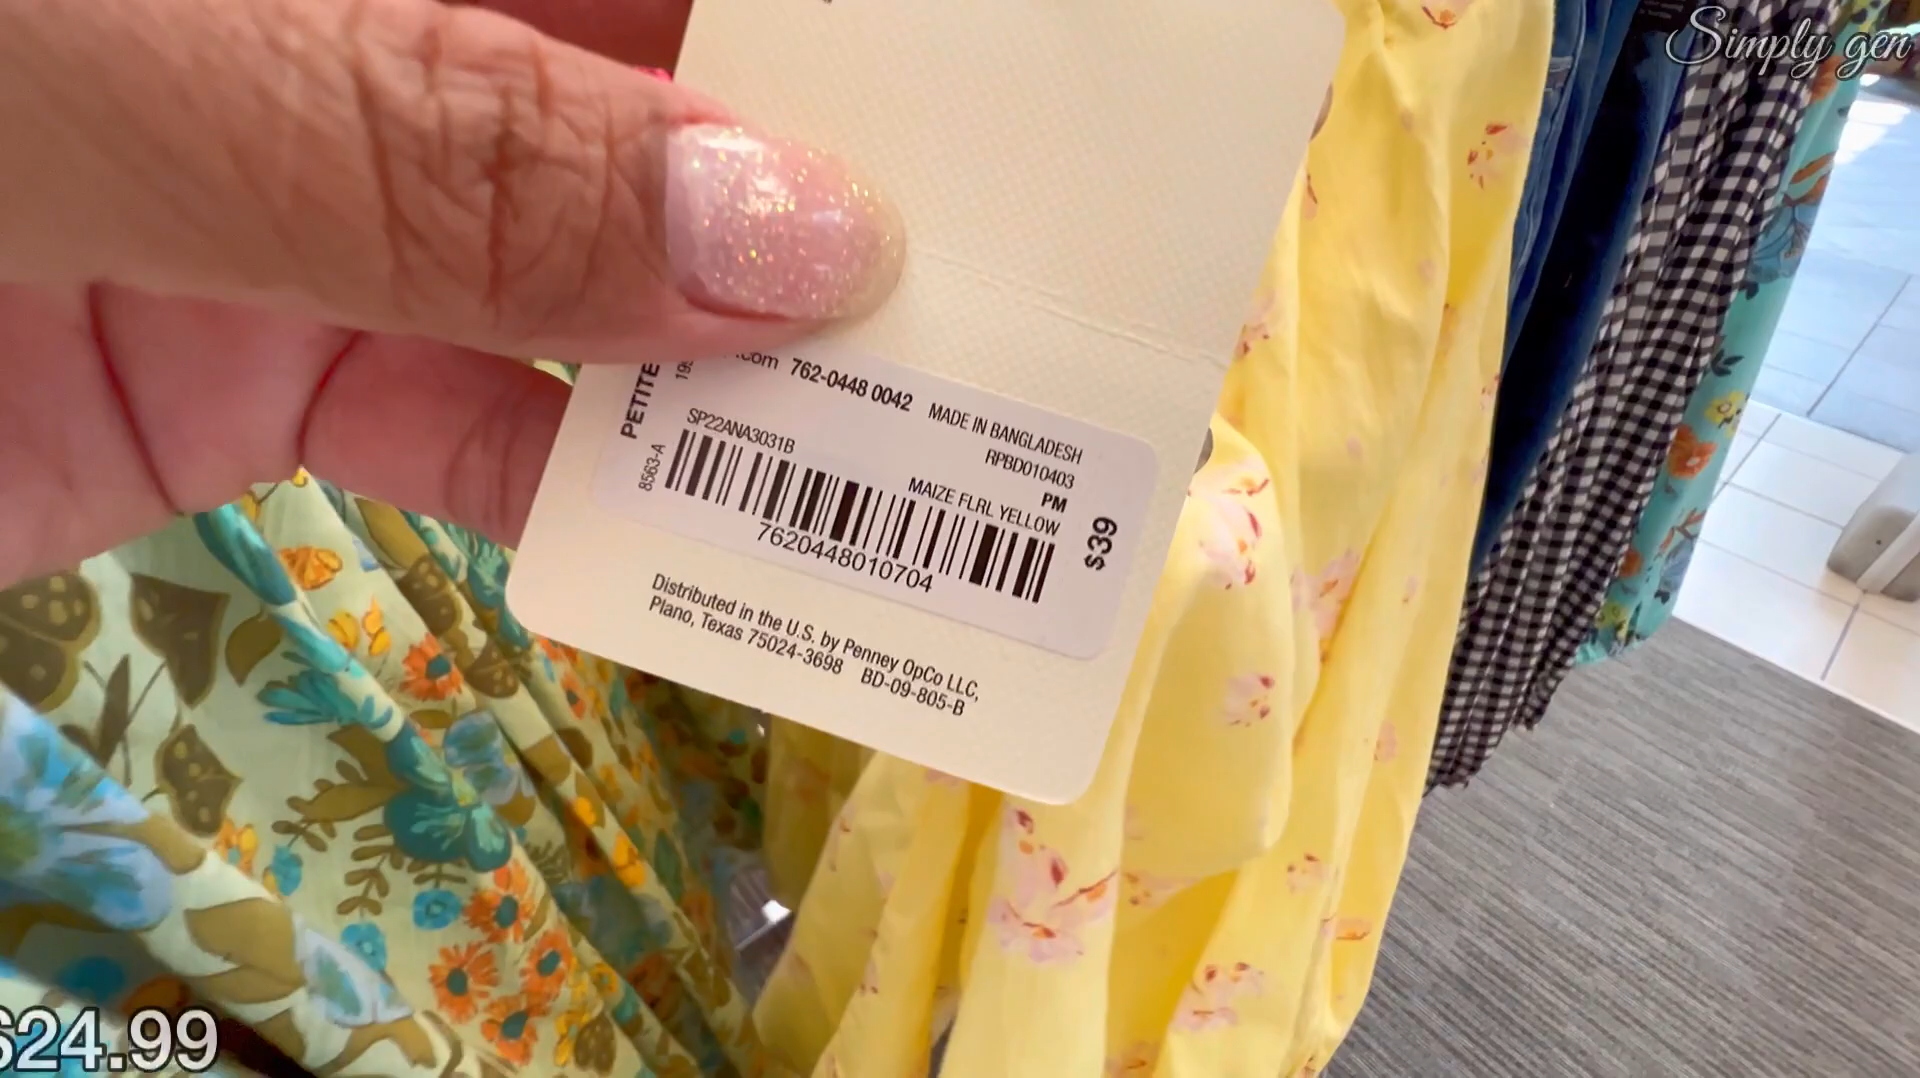 Simply gen
PETITE
.com 762-0448 0042
MADE IN BANGLADESH
SP22ANA3031B
RPBD010403
8563-A
PM
MAIZE FLRL YELLOW
$39
7620448010704
Distributed in the U.S. by Penney OpCo LLC,
Plano, Texas 75024-3698 BD-09-805-B
$24.99